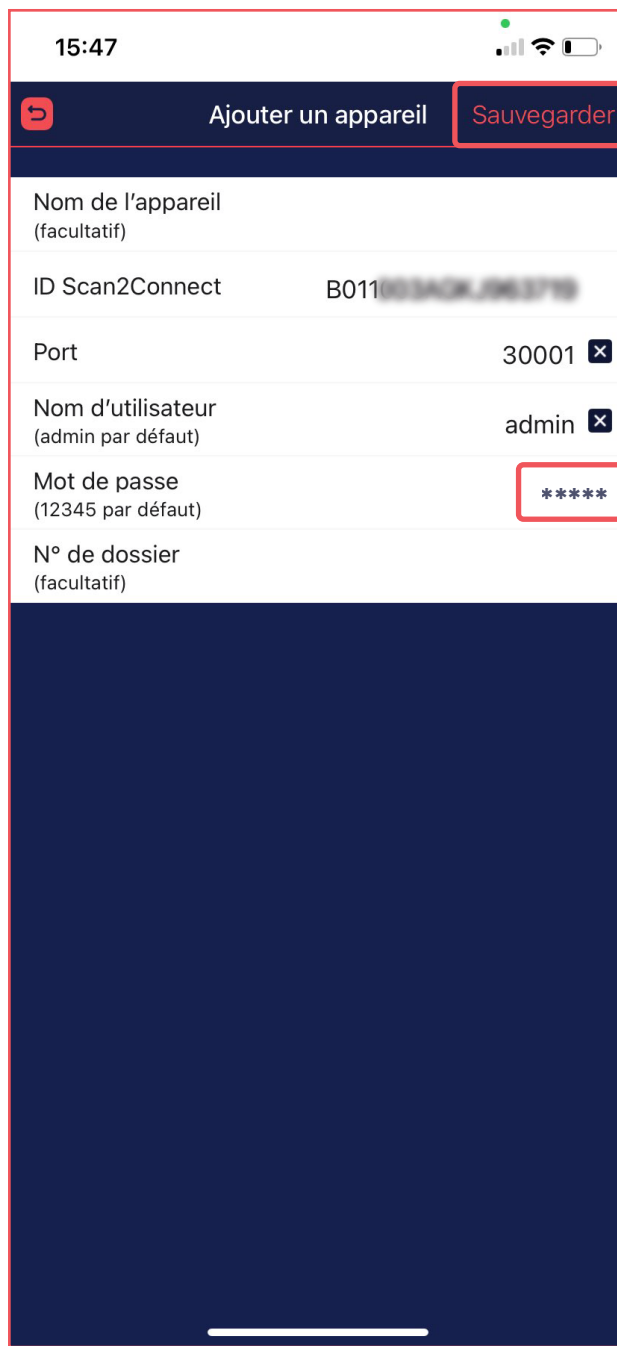 15:47
Ajouter un appareil Sauvegarder
Nom de l'appareil
(facultatif)
ID Scan2Connect B011
Port 30001
Nom d'utilisateur
(admin par défaut)
admin
Mot de passe
(12345 par défaut)
*****
N° de dossier
(facultatif)